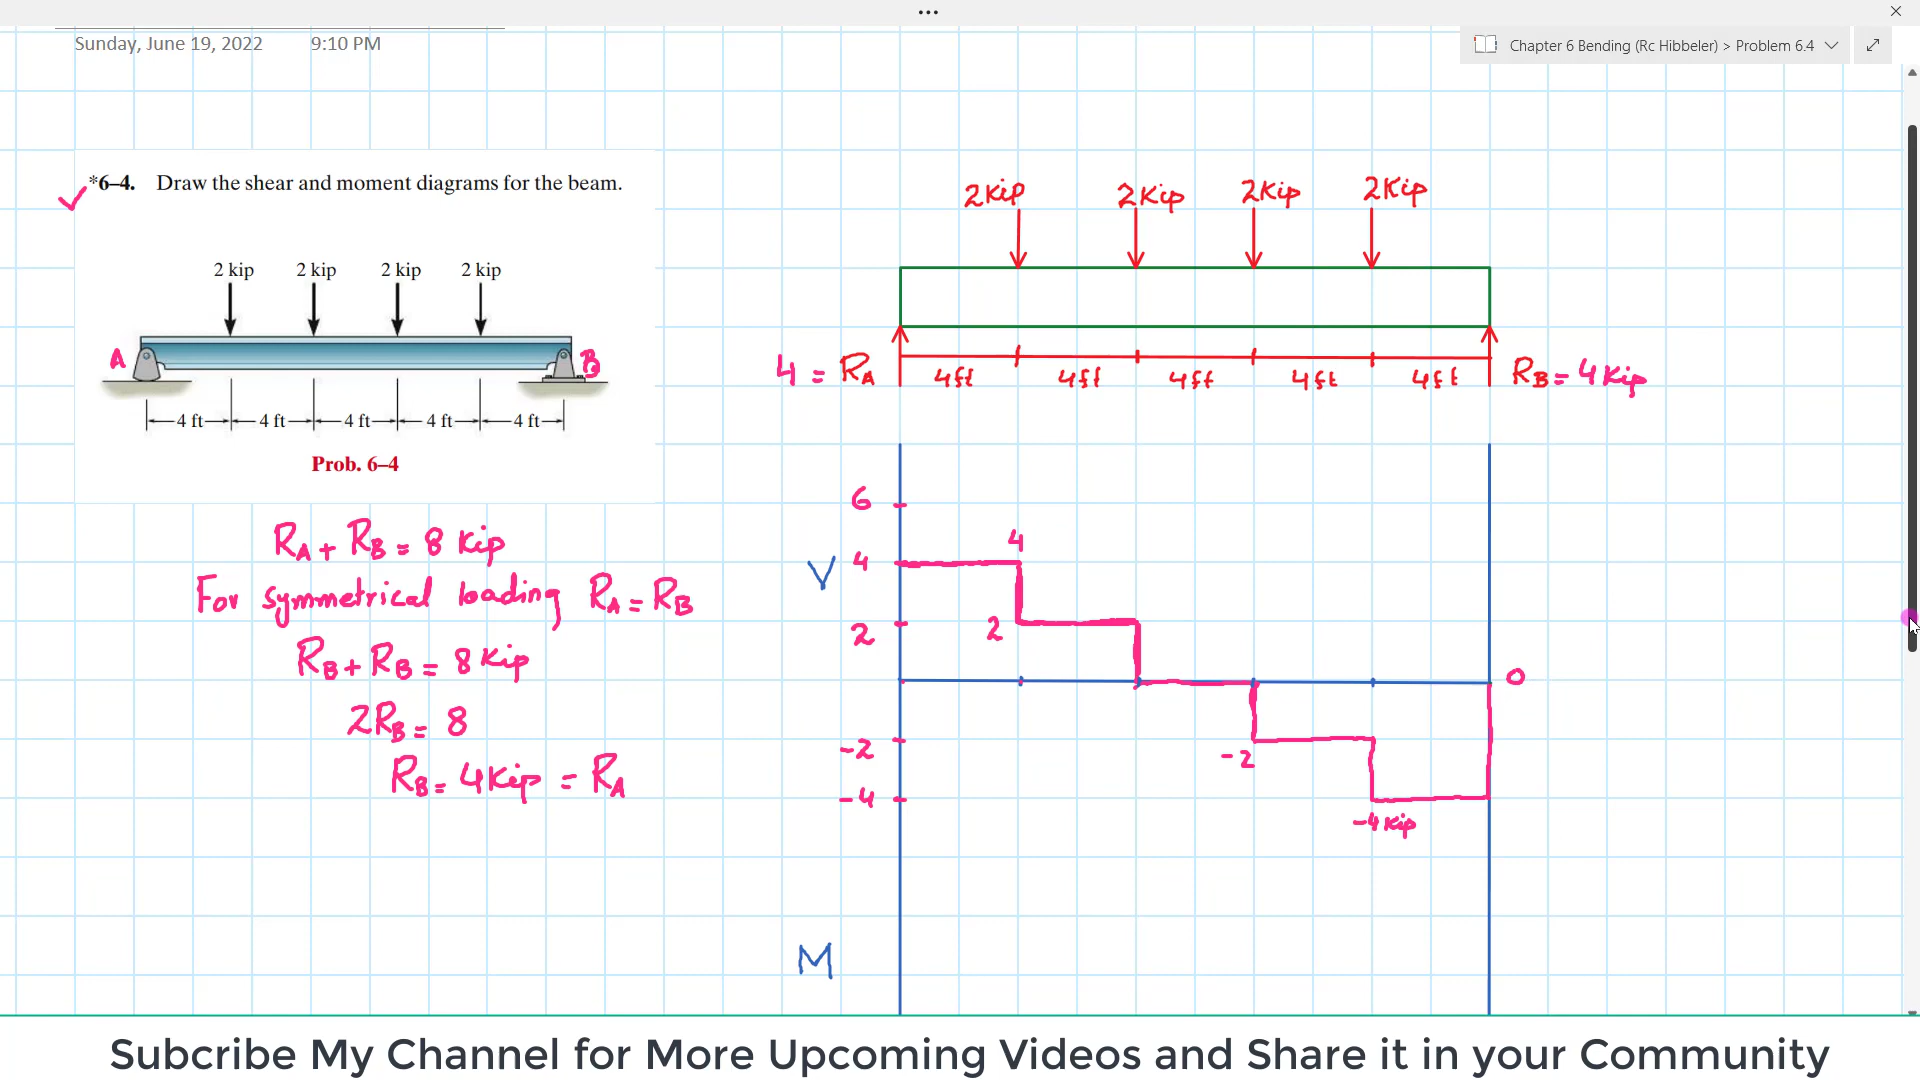 Sunday, June 19, 2022 9:10 PM
Chapter 6 Bending (Rc Hibbeler) > Problem 6.4
*6–4. Draw the shear and moment diagrams for the beam.
2 kip 2 kip 2 kip 2 kip
A B
4 ft 4 ft 4 ft 4 ft 4 ft
Prob. 6–4
RA + RB = 8 Kip
For symmetrical loading RA = RB
RB + RB = 8 Kip
2RB = 8
RB = 4 Kip = RA
2Kip 2Kip 2Kip 2Kip
4 = RA 4ft 4ft 4ft 4ft 4ft RB = 4 Kip
6
4
V 4
2 2
0
-2 -2
-4
-4 Kip
M
Subcribe My Channel for More Upcoming Videos and Share it in your Community